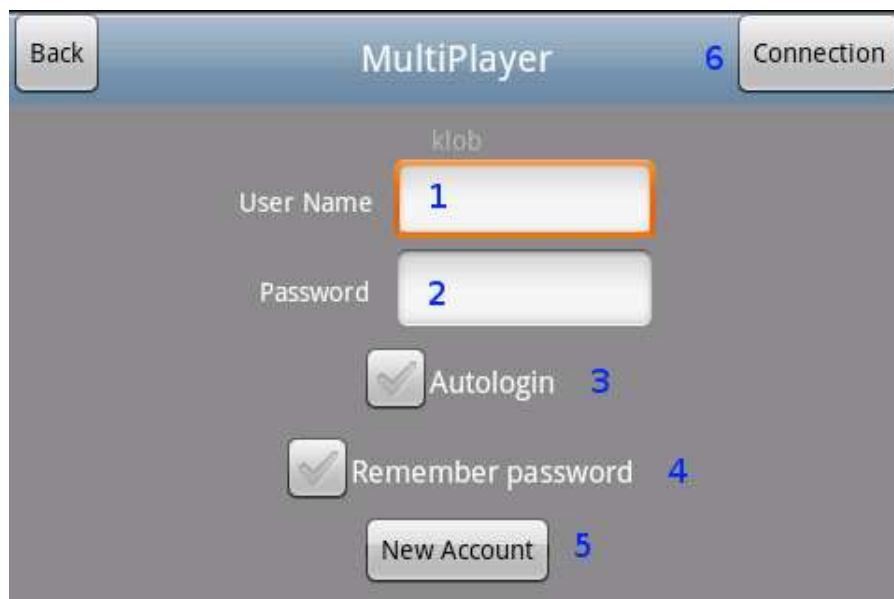 Back MultiPlayer 6 Connection
klob
User Name 1
Password 2
Autologin 3
Remember password 4
New Account 5